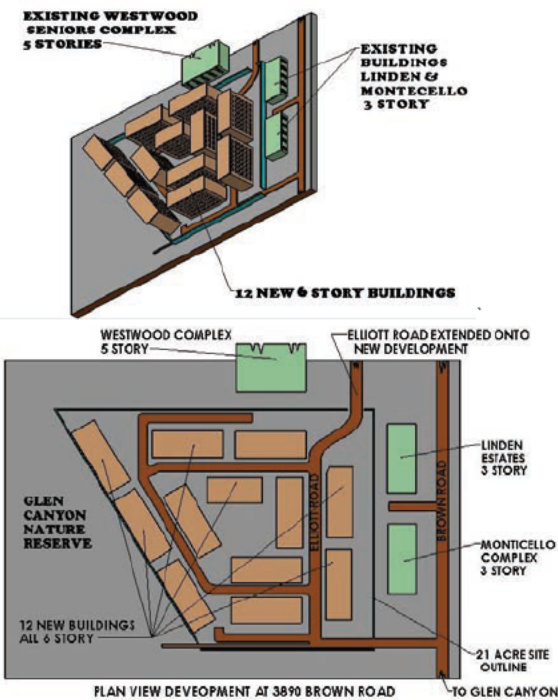 EXISTING WESTWOOD
SENIORS COMPLEX
5 STORIES
EXISTING
BUILDINGS
LINDEN &
MONTECELLO
3 STORY
12 NEW 6 STORY BUILDINGS
WESTWOOD COMPLEX
5 STORY
ELLIOTT ROAD EXTENDED ONTO
NEW DEVELOPMENT
LINDEN
ESTATES
3 STORY
GLEN
CANYON
NATURE
RESERVE
ELLIOTT ROAD
BROWN ROAD
MONTICELLO
COMPLEX
3 STORY
12 NEW BUILDINGS
ALL 6 STORY
21 ACRE SITE
OUTLINE
PLAN VIEW DEVEOPMENT AT 3890 BROWN ROAD
TO GLEN CANYON